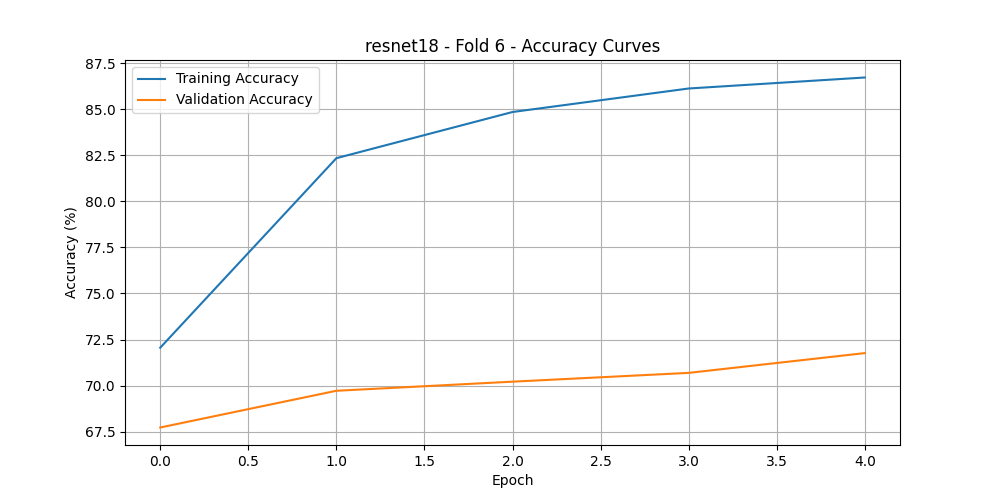 resnet18 - Fold 6 - Accuracy Curves
Training Accuracy
Validation Accuracy
Accuracy (%)
87.5
85.0
82.5
80.0
77.5
75.0
72.5
70.0
67.5
0.0 0.5 1.0 1.5 2.0 2.5 3.0 3.5 4.0
Epoch